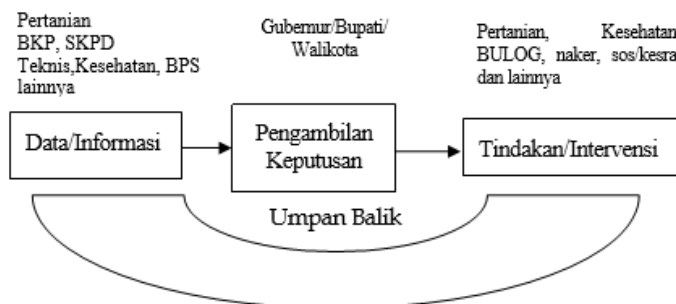 Pertanian
BKP, SKPD
Teknis,Kesehatan, BPS
lainnya
Gubernur/Bupati/
Walikota
Pertanian, Kesehatan
BULOG, naker, sos/kesra
dan lainnya
Data/Informasi
Pengambilan
Keputusan
Tindakan/Intervensi
Umpan Balik